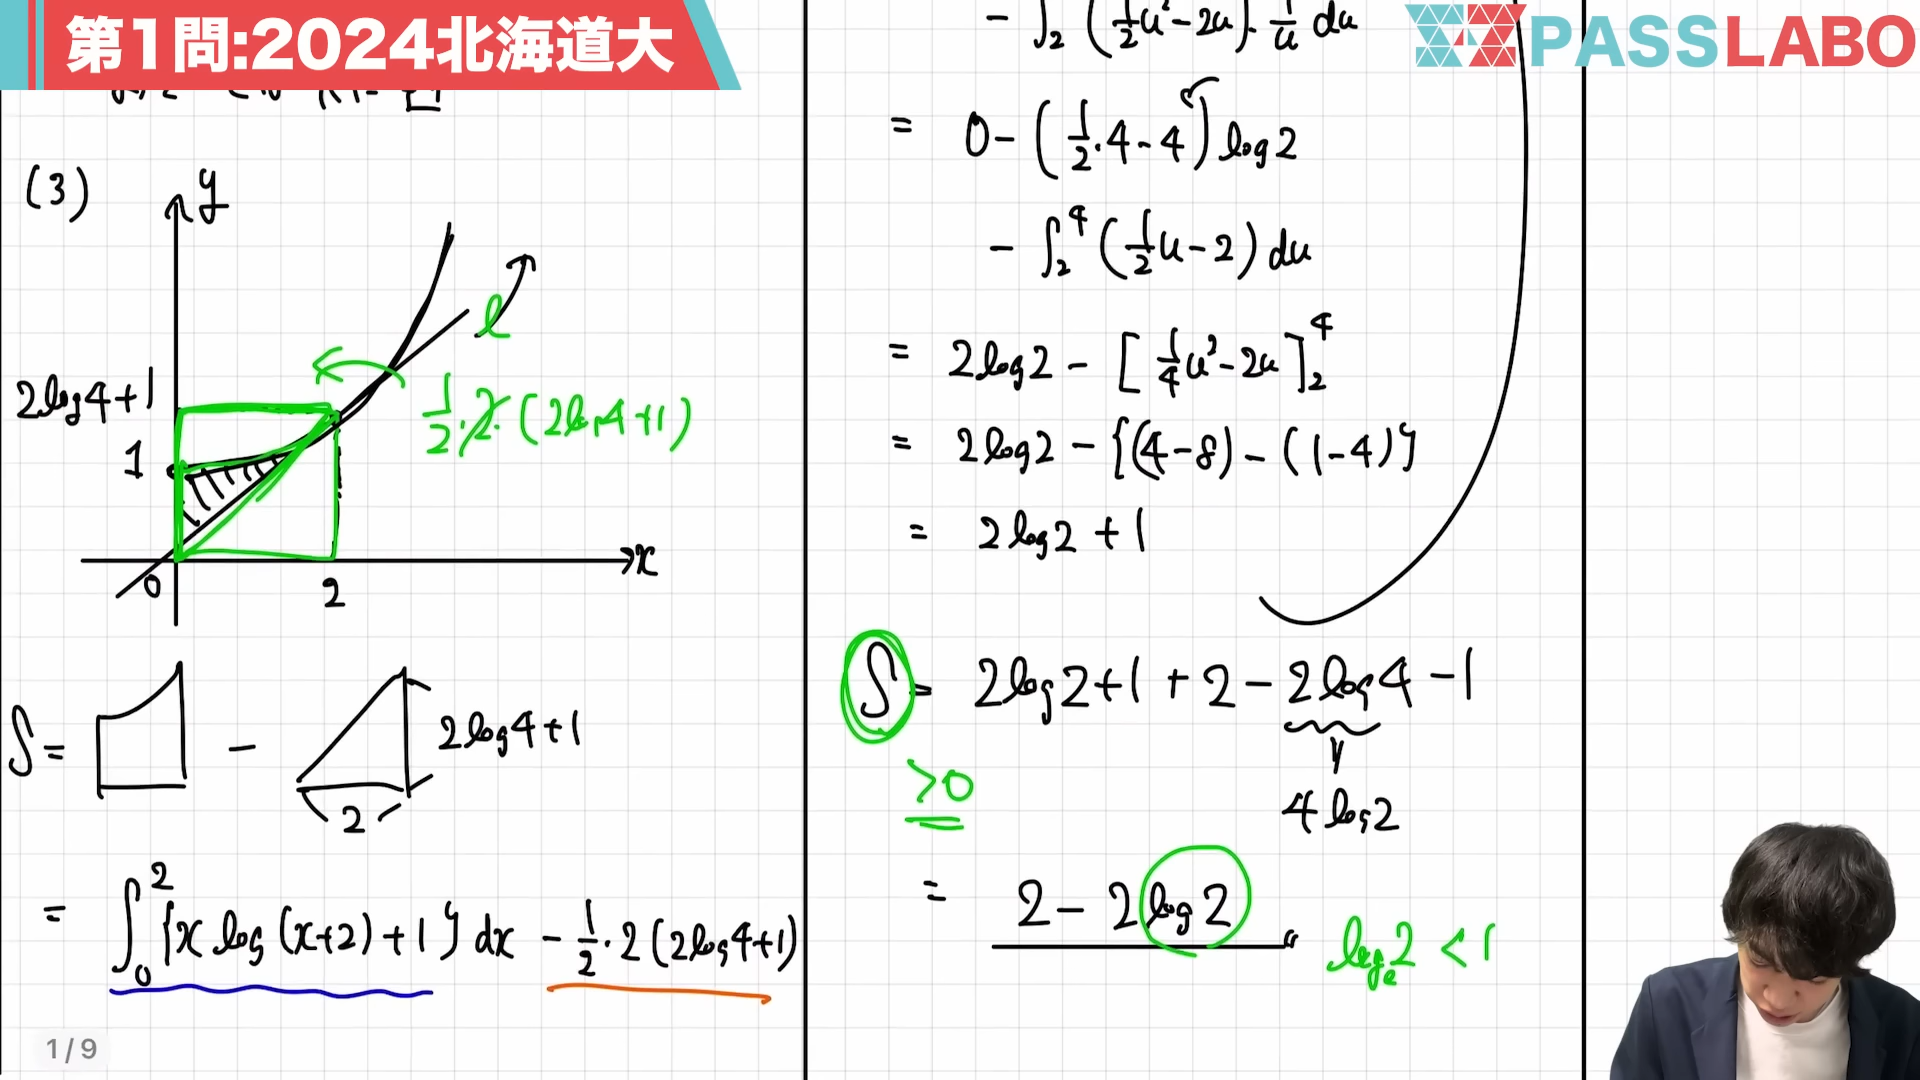 第1問:2024北海道大
PASSLABO
(3)
y
l
2log4+1
1/2・2・(2log4+1)
1
x
0
2
S= −
2log4+1
2
= ∫₀² {x log(x+2)+1} dx − 1/2・2(2log4+1)
1/9
− ∫₂ (1/2u²−2u)・1/u du
= 0−(1/2・4−4)log2
− ∫₂⁴ (1/2u−2) du
= 2log2 − [1/4u²−2u]₂⁴
= 2log2 − {(4−8)−(1−4)}
= 2log2 + 1
S = 2log2+1 + 2 − 2log4 − 1
>0
4log2
= 2 − 2log2
logₑ2 < 1